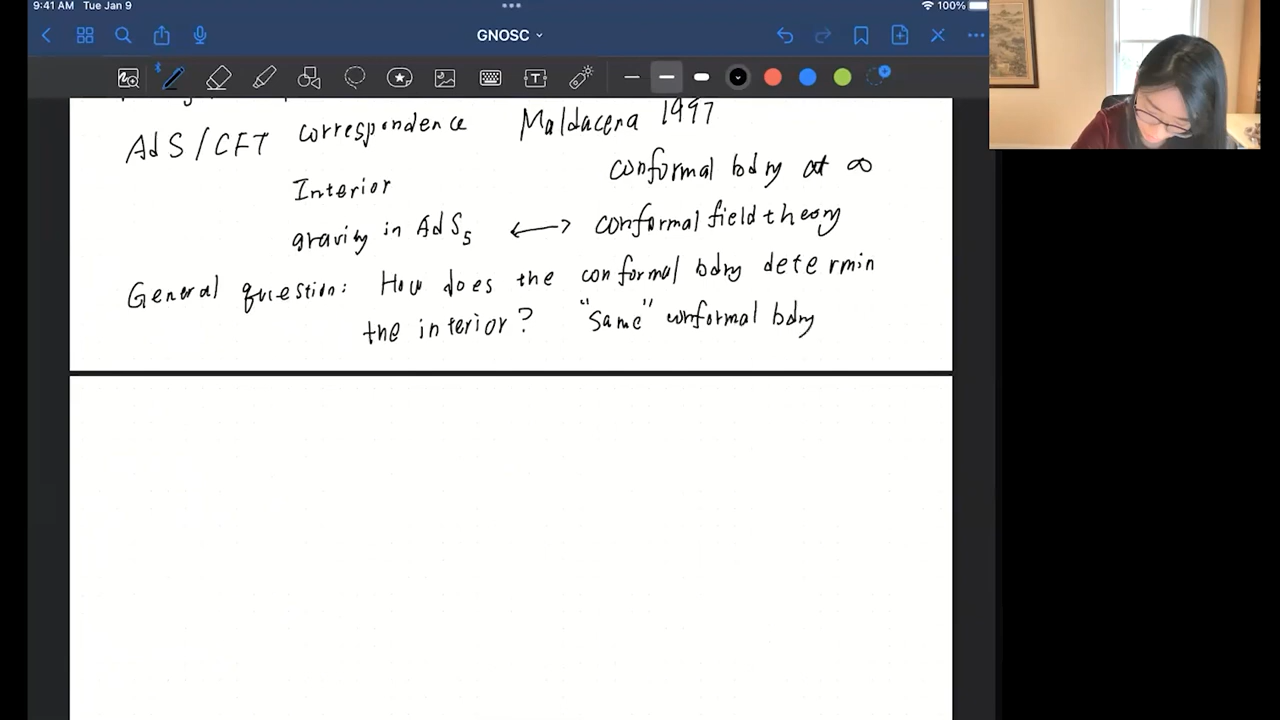 9:41 AM Tue Jan 9
100%
GNOSC
AdS/CFT correspondence Maldacena 1997
conformal bdry at ∞
Interior
gravity in AdS5 ⟷ conformal field theory
General question: How does the conformal bdry determin
the interior? "same" conformal bdry